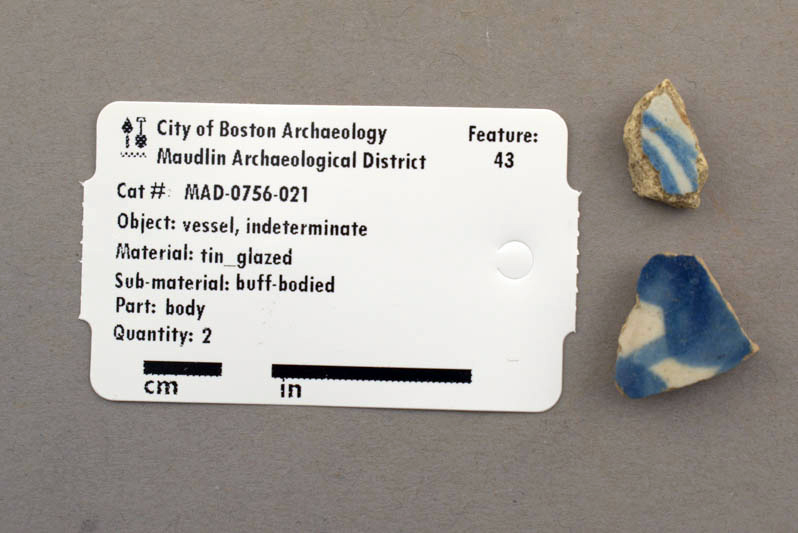 City of Boston Archaeology
Maudlin Archaeological District
Feature:
43
Cat #: MAD-0756-021
Object: vessel, indeterminate
Material: tin_glazed
Sub-material: buff-bodied
Part: body
Quantity: 2
cm
in